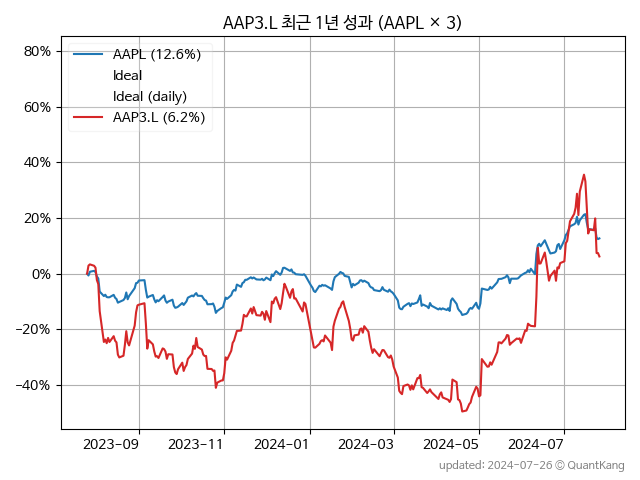 AAP3.L 최근 1년 성과 (AAPL × 3)
80%
60%
40%
20%
0%
−20%
−40%
AAPL (12.6%)
Ideal
Ideal (daily)
AAP3.L (6.2%)
2023−09
2023−11
2024−01
2024−03
2024−05
2024−07
updated: 2024-07-26 © QuantKang